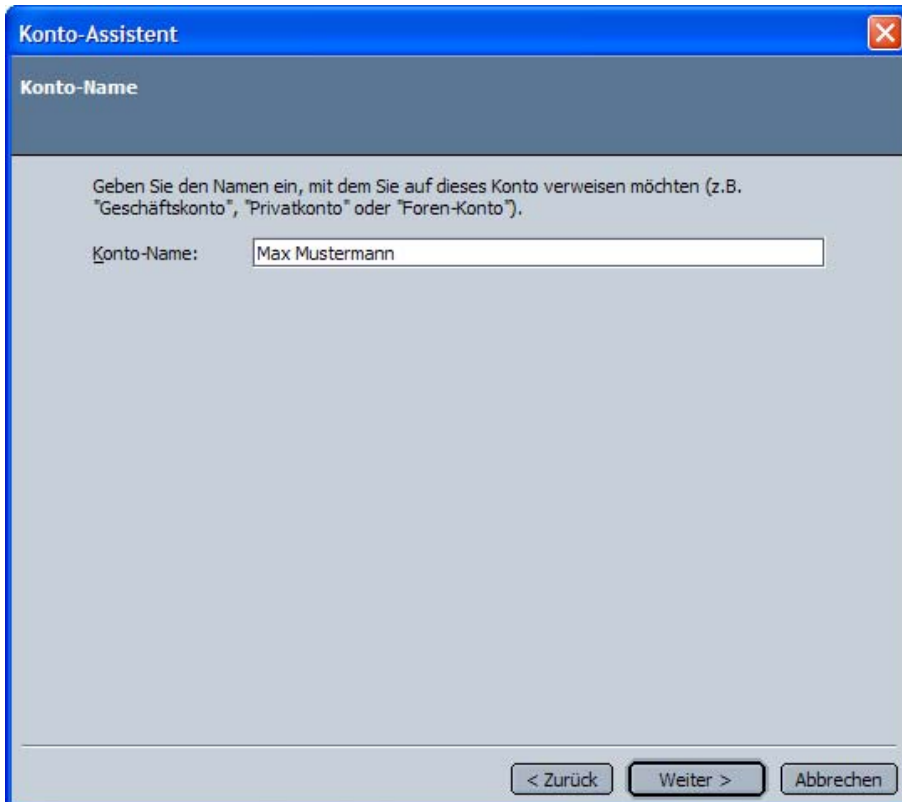 Konto-Assistent
Konto-Name
Geben Sie den Namen ein, mit dem Sie auf dieses Konto verweisen möchten (z.B.
"Geschäftskonto", "Privatkonto" oder "Foren-Konto").
Konto-Name: Max Mustermann
< Zurück Weiter > Abbrechen